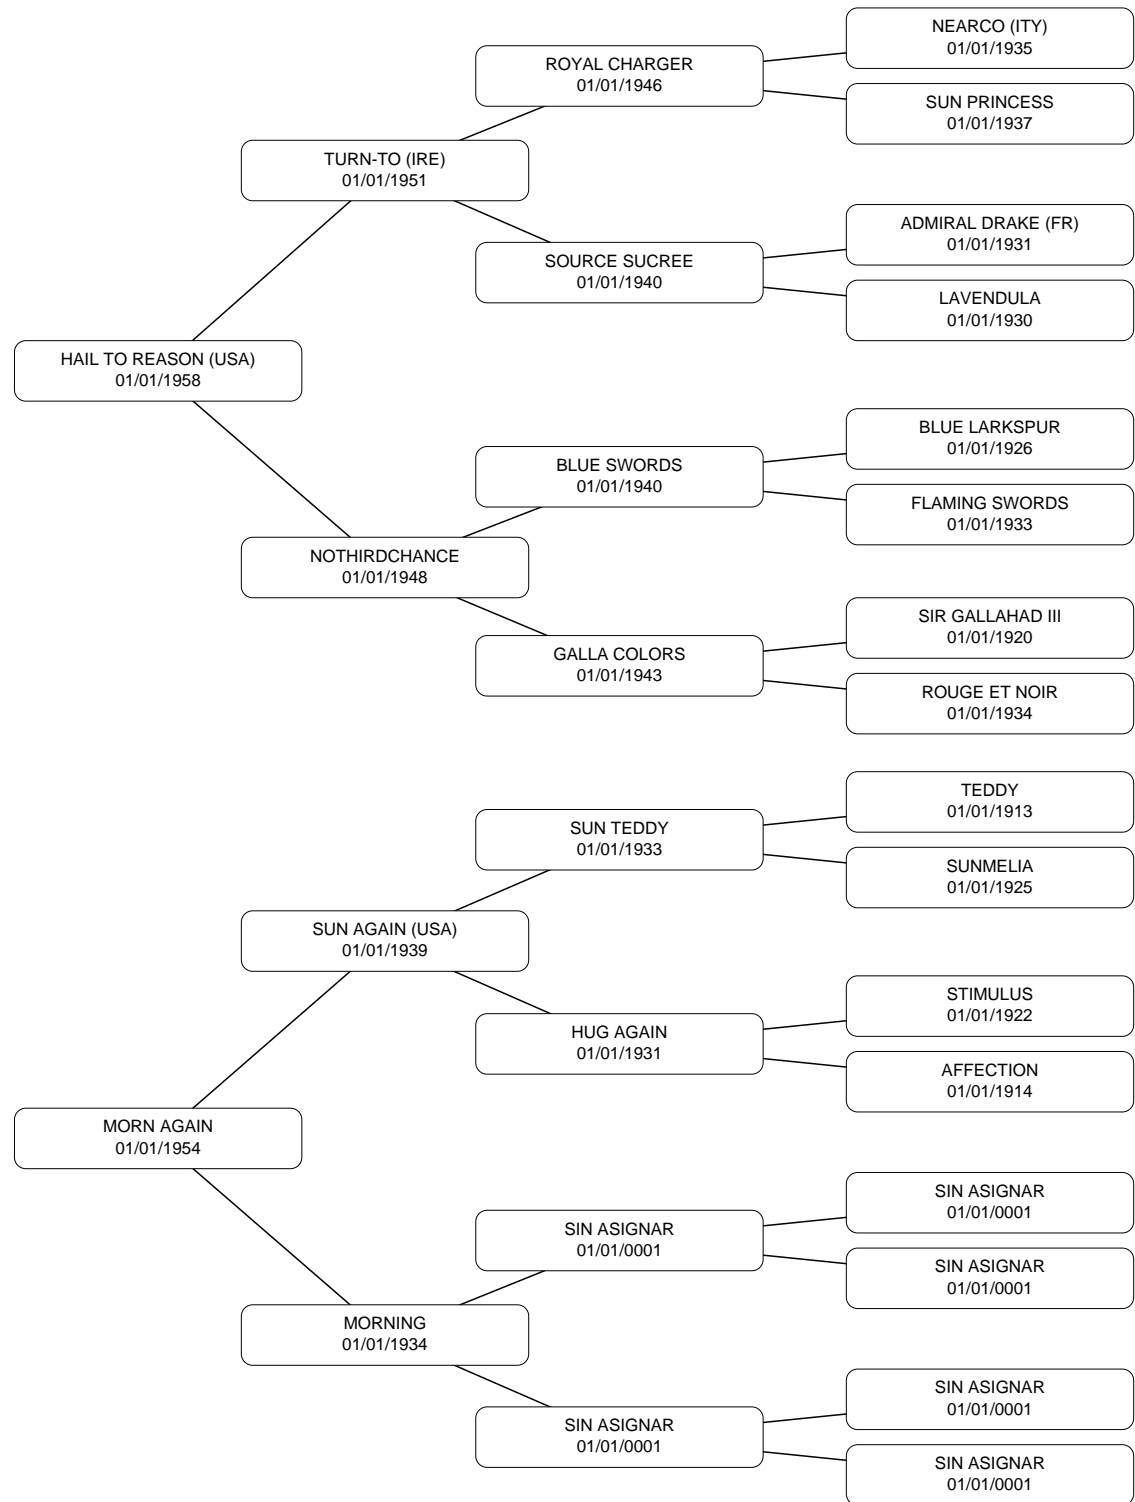 NEARCO (ITY)
01/01/1935
ROYAL CHARGER
01/01/1946
SUN PRINCESS
01/01/1937
TURN-TO (IRE)
01/01/1951
ADMIRAL DRAKE (FR)
01/01/1931
SOURCE SUCREE
01/01/1940
LAVENDULA
01/01/1930
HAIL TO REASON (USA)
01/01/1958
BLUE LARKSPUR
01/01/1926
BLUE SWORDS
01/01/1940
FLAMING SWORDS
01/01/1933
NOTHIRDCHANCE
01/01/1948
SIR GALLAHAD III
01/01/1920
GALLA COLORS
01/01/1943
ROUGE ET NOIR
01/01/1934
TEDDY
01/01/1913
SUN TEDDY
01/01/1933
SUNMELIA
01/01/1925
SUN AGAIN (USA)
01/01/1939
STIMULUS
01/01/1922
HUG AGAIN
01/01/1931
AFFECTION
01/01/1914
MORN AGAIN
01/01/1954
SIN ASIGNAR
01/01/0001
SIN ASIGNAR
01/01/0001
SIN ASIGNAR
01/01/0001
MORNING
01/01/1934
SIN ASIGNAR
01/01/0001
SIN ASIGNAR
01/01/0001
SIN ASIGNAR
01/01/0001